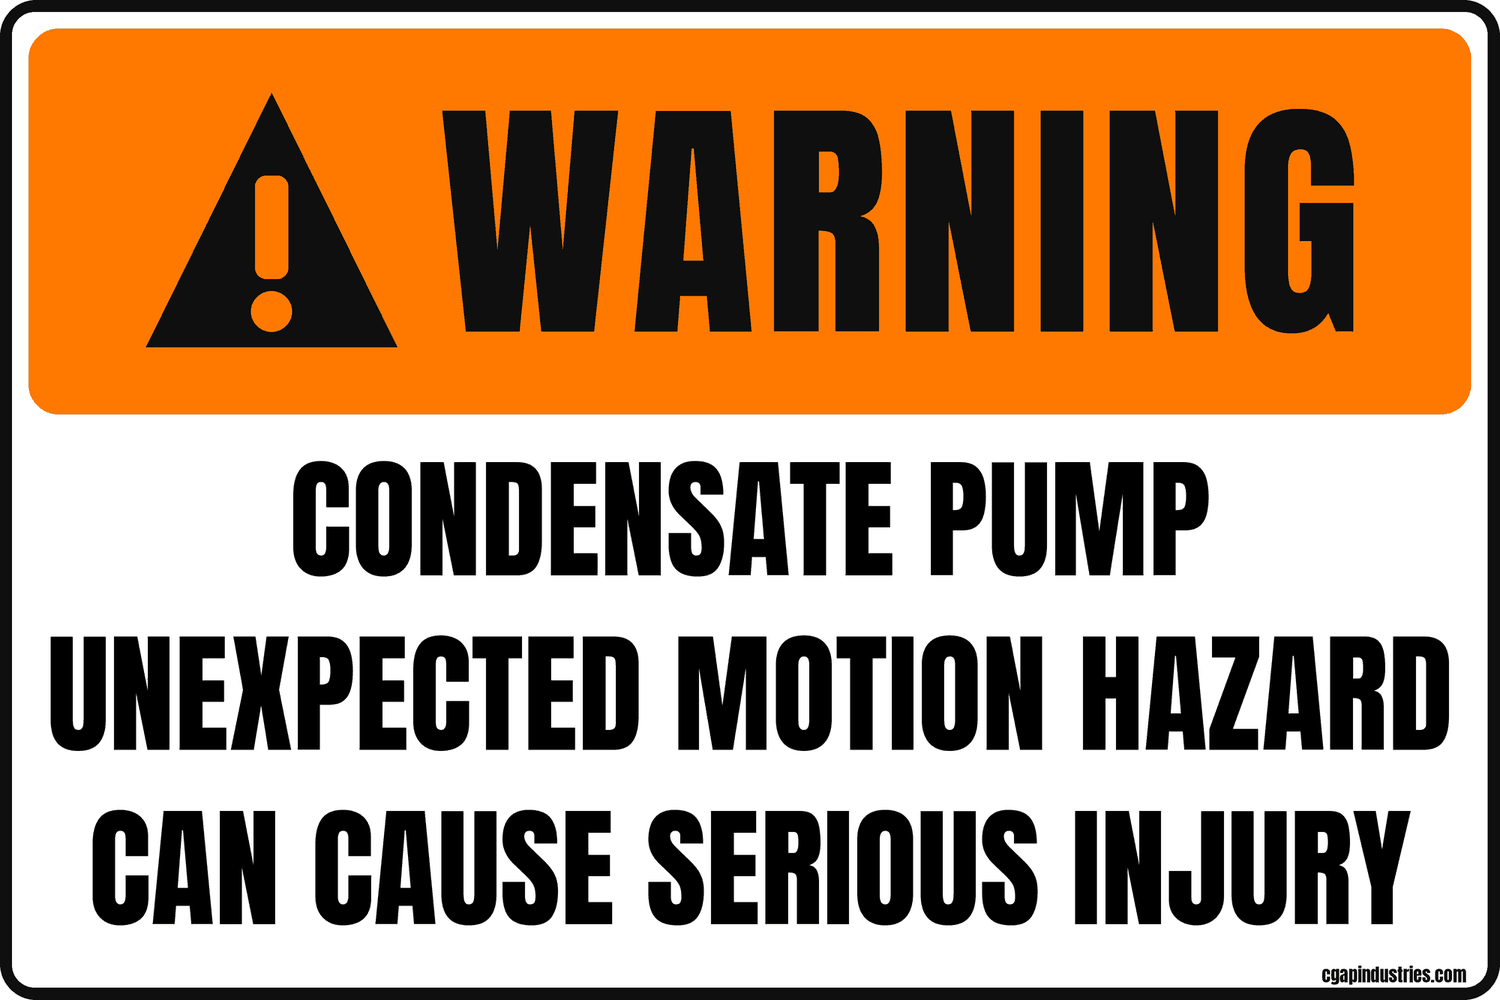 WARNING
CONDENSATE PUMP
UNEXPECTED MOTION HAZARD
CAN CAUSE SERIOUS INJURY
cgapindustries.com